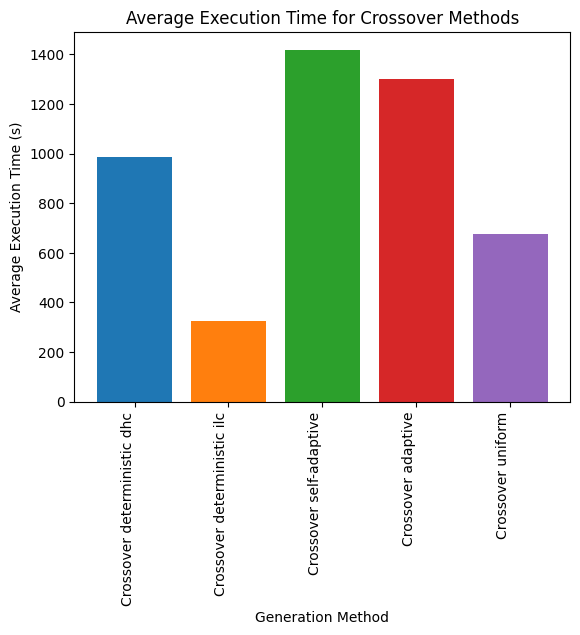 Average Execution Time for Crossover Methods
Average Execution Time (s)
1400
1200
1000
800
600
400
200
0
Crossover deterministic dhc
Crossover deterministic ilc
Crossover self-adaptive
Crossover adaptive
Crossover uniform
Generation Method